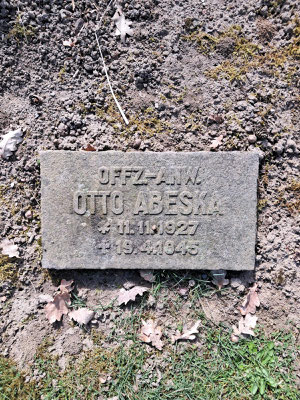 OFFZ.-ANW.
OTTO ABESKA
* 11.11.1927
+ 19.4.1945